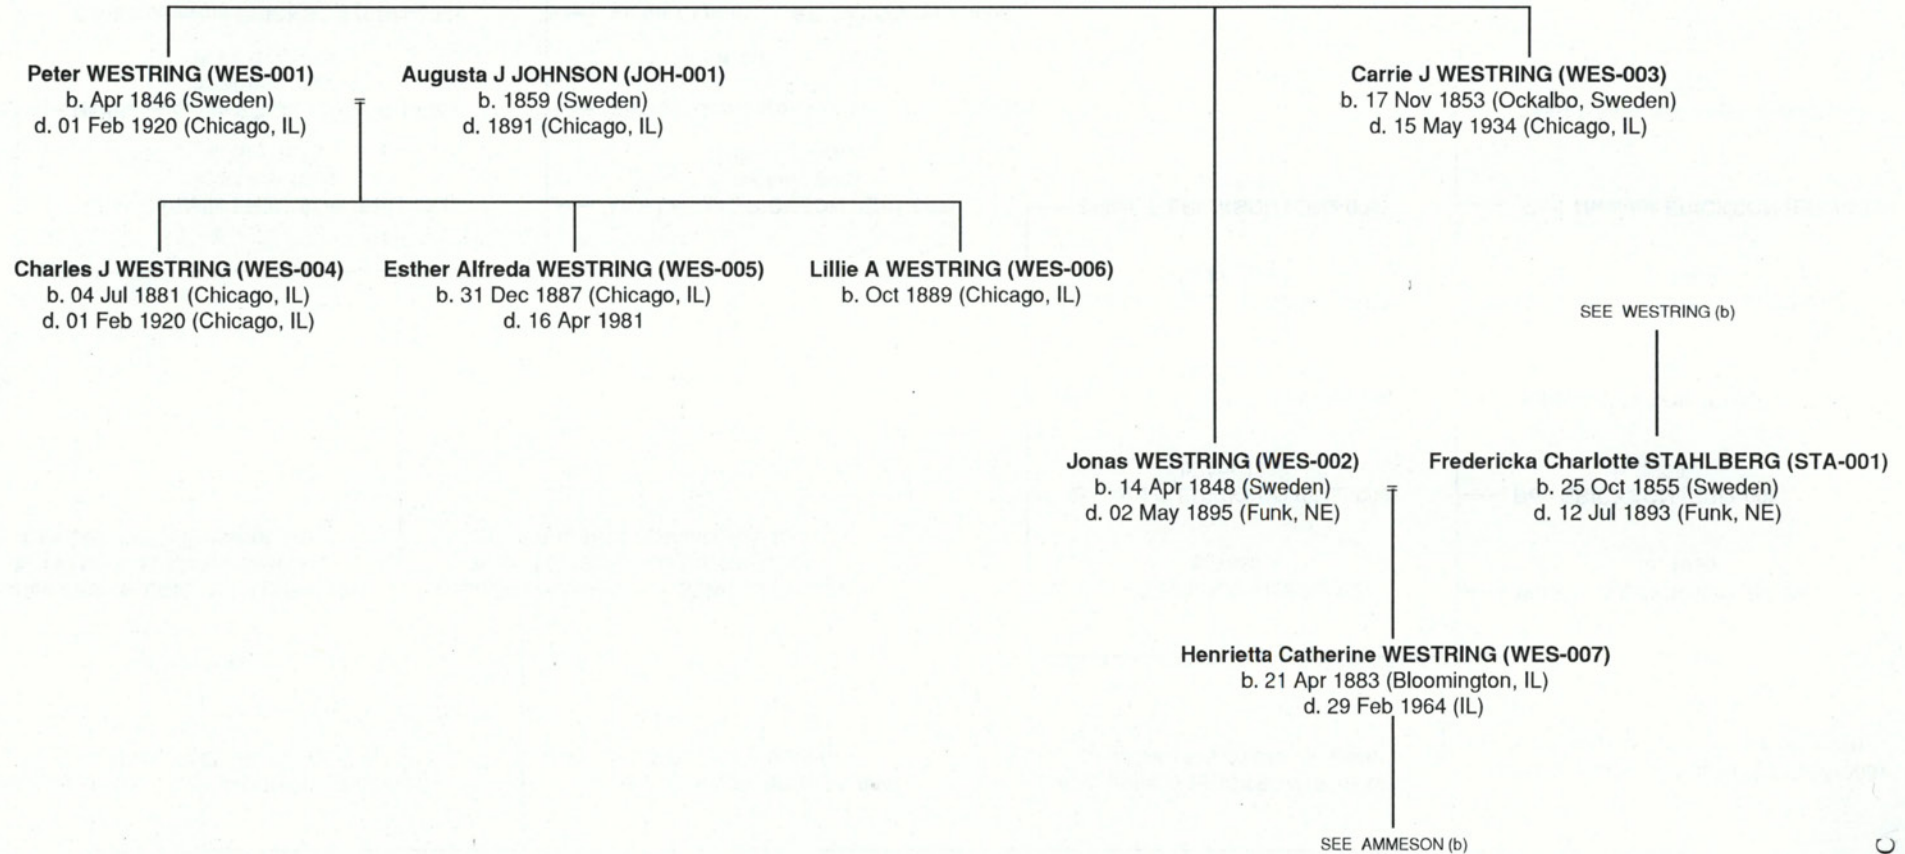 Peter WESTRING (WES-001)
b. Apr 1846 (Sweden)
d. 01 Feb 1920 (Chicago, IL)
Augusta J JOHNSON (JOH-001)
b. 1859 (Sweden)
d. 1891 (Chicago, IL)
Carrie J WESTRING (WES-003)
b. 17 Nov 1853 (Ockalbo, Sweden)
d. 15 May 1934 (Chicago, IL)
Charles J WESTRING (WES-004)
b. 04 Jul 1881 (Chicago, IL)
d. 01 Feb 1920 (Chicago, IL)
Esther Alfreda WESTRING (WES-005)
b. 31 Dec 1887 (Chicago, IL)
d. 16 Apr 1981
Lillie A WESTRING (WES-006)
b. Oct 1889 (Chicago, IL)
SEE WESTRING (b)
Jonas WESTRING (WES-002)
b. 14 Apr 1848 (Sweden)
d. 02 May 1895 (Funk, NE)
Fredericka Charlotte STAHLBERG (STA-001)
b. 25 Oct 1855 (Sweden)
d. 12 Jul 1893 (Funk, NE)
Henrietta Catherine WESTRING (WES-007)
b. 21 Apr 1883 (Bloomington, IL)
d. 29 Feb 1964 (IL)
SEE AMMESON (b)